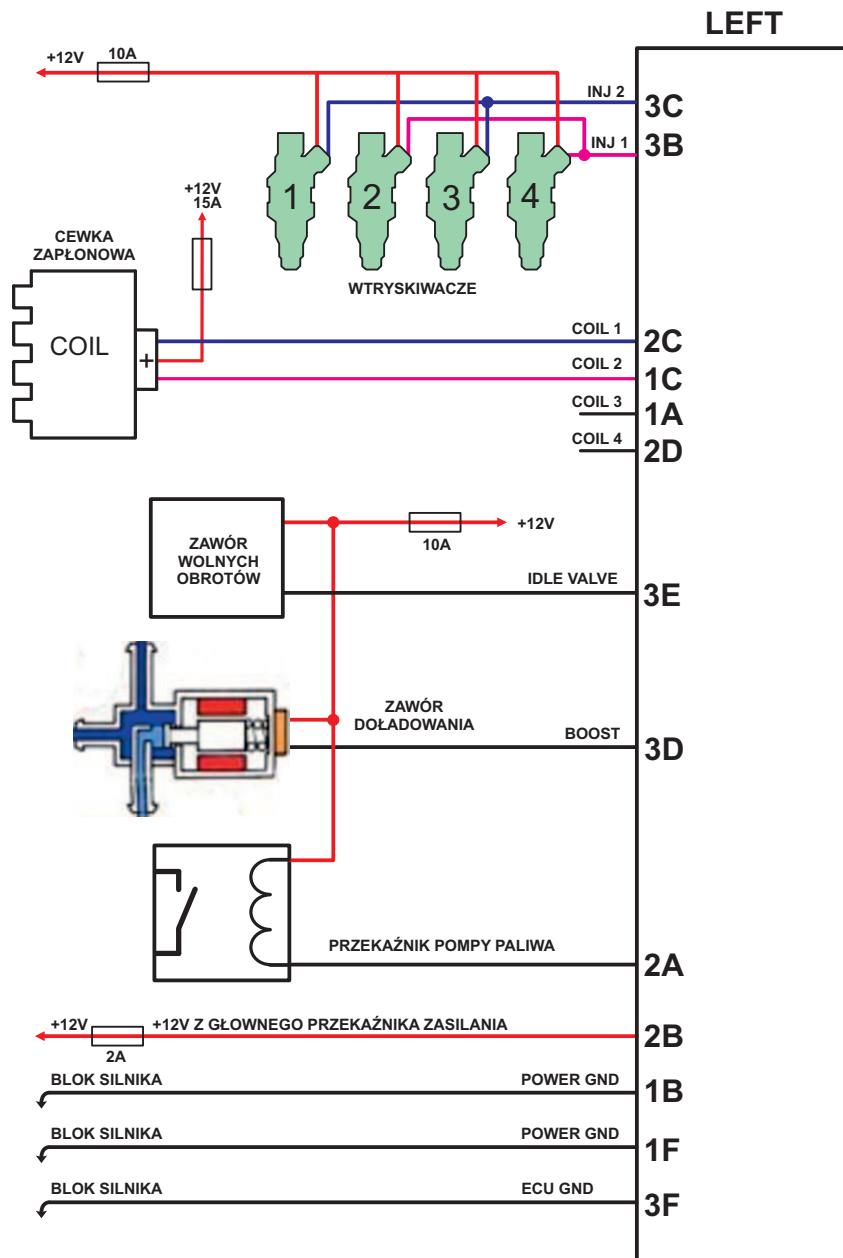 LEFT
+12V
10A
INJ 2
3C
INJ 1
3B
1
2
3
4
WTRYSKIWACZE
+12V
15A
CEWKA
ZAPŁONOWA
COIL
+
COIL 1
2C
COIL 2
1C
COIL 3
1A
COIL 4
2D
ZAWÓR
WOLNYCH
OBROTÓW
10A
+12V
IDLE VALVE
3E
ZAWÓR
DOŁADOWANIA
BOOST
3D
PRZEKAŹNIK POMPY PALIWA
2A
+12V
2A
+12V Z GŁOWNEGO PRZEKAŹNIKA ZASILANIA
2B
BLOK SILNIKA
POWER GND
1B
BLOK SILNIKA
POWER GND
1F
BLOK SILNIKA
ECU GND
3F